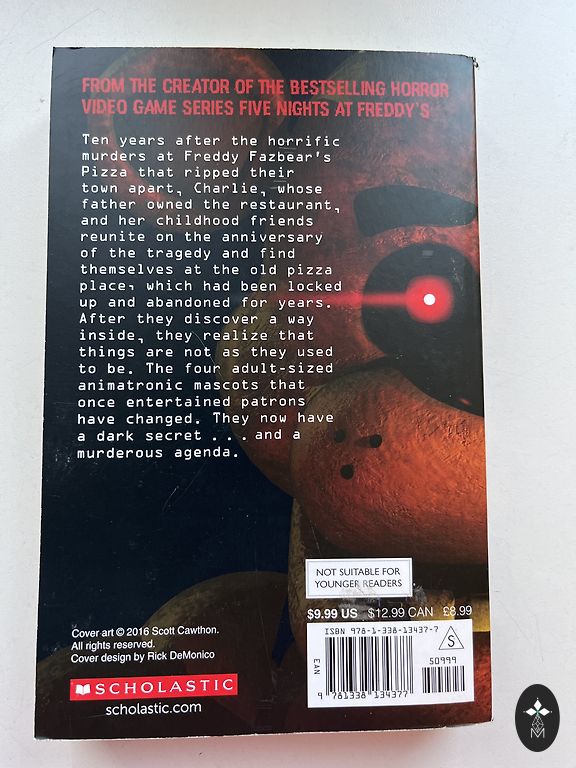 FROM THE CREATOR OF THE BESTSELLING HORROR
VIDEO GAME SERIES FIVE NIGHTS AT FREDDY'S
Ten years after the horrific
murders at Freddy Fazbear's
Pizza that ripped their
town apart, Charlie, whose
father owned the restaurant,
and her childhood friends
reunite on the anniversary
of the tragedy and find
themselves at the old pizza
place, which had been locked
up and abandoned for years.
After they discover a way
inside, they realize that
things are not as they used
to be. The four adult-sized
animatronic mascots that
once entertained patrons
have changed. They now have
a dark secret ... and a
murderous agenda.
NOT SUITABLE FOR
YOUNGER READERS
$9.99 US $12.99 CAN £8.99
ISBN 978-1-338-13437-7
S
50999
EAN
9 781338 134377
Cover art © 2016 Scott Cawthon.
All rights reserved.
Cover design by Rick DeMonico
SCHOLASTIC
scholastic.com
M